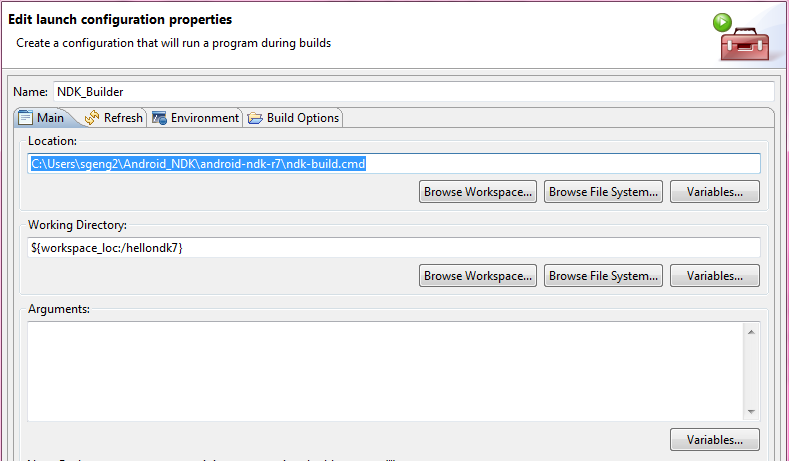 Edit launch configuration properties
Create a configuration that will run a program during builds
Name: NDK_Builder
Main Refresh Environment Build Options
Location:
C:\Users\sgeng2\Android_NDK\android-ndk-r7\ndk-build.cmd
Browse Workspace... Browse File System... Variables...
Working Directory:
${workspace_loc:/hellondk7}
Browse Workspace... Browse File System... Variables...
Arguments:
Variables...